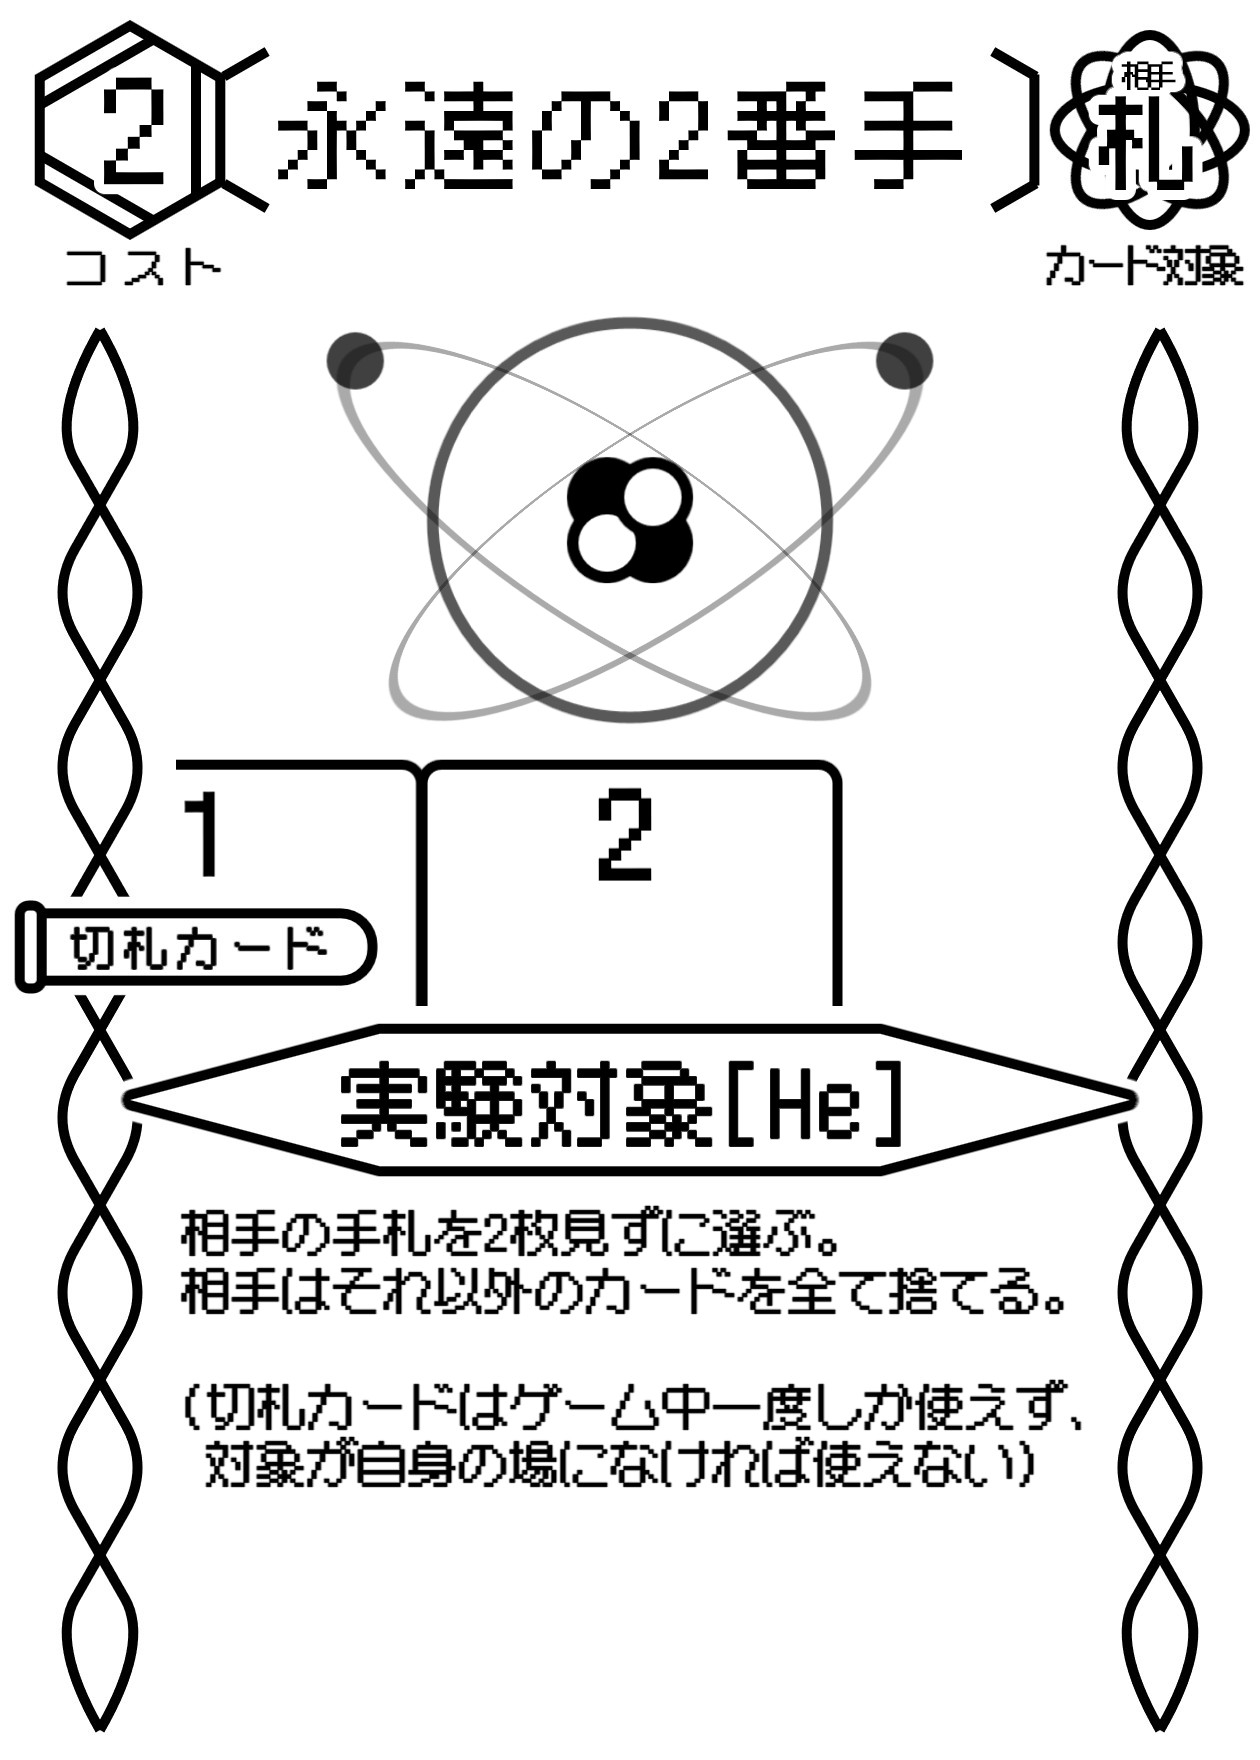 2
永遠の2番手
相手
札
コスト
カード対象
1
2
切札カード
実験対象[He]
相手の手札を2枚見ずに選ぶ。
相手はそれ以外のカードを全て捨てる。
(切札カードはゲーム中一度しか使えず、
対象が自身の場になければ使えない)